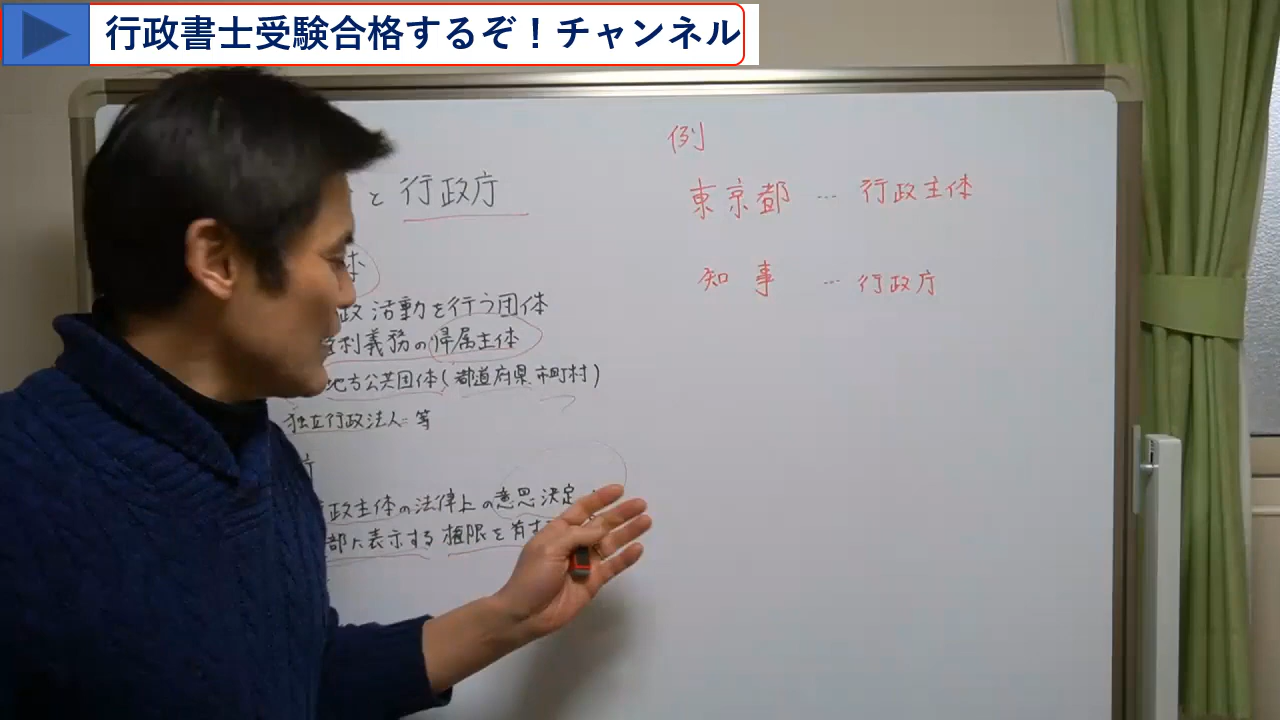 行政書士受験合格するぞ！チャンネル
と 行政庁
体
政活動を行う団体
権利義務の帰属主体
地方公共団体(都道府県市町村)
独立行政法人 等
庁
行政主体の法律上の意思決定
部に表示する権限を有す
例
東京都 … 行政主体
知事 … 行政庁